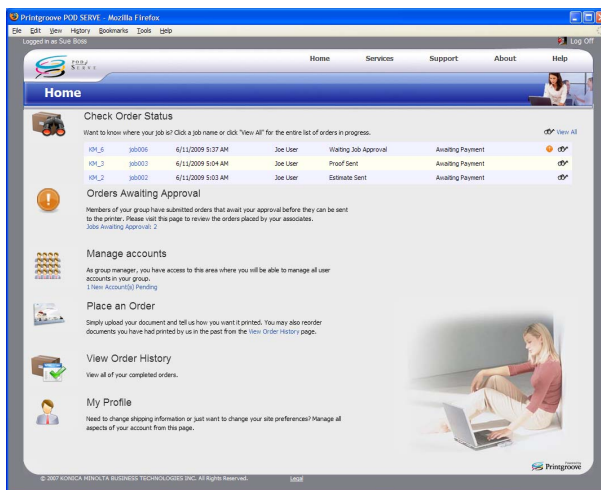 Printgroove POD SERVE - Mozilla Firefox
File Edit View History Bookmarks Tools Help
Logged in as Sue Boss Log Off
POD
SERVE
Home Services Support About Help
Home
Check Order Status
Want to know where your job is? Click a job name or click "View All" for the entire list of orders in progress. View All
KM_6 job006 6/11/2009 5:37 AM Joe User Waiting Job Approval Awaiting Payment
KM_3 job003 6/11/2009 5:04 AM Joe User Proof Sent Awaiting Payment
KM_2 job002 6/11/2009 5:03 AM Joe User Estimate Sent Awaiting Payment
Orders Awaiting Approval
Members of your group have submitted orders that await your approval before they can be sent
to the printer. Please visit this page to review the orders placed by your associates.
Jobs Awaiting Approval: 2
Manage accounts
As group manager, you have access to this area where you will be able to manage all user
accounts in your group.
1 New Account(s) Pending
Place an Order
Simply upload your document and tell us how you want it printed. You may also reorder
documents you have had printed by us in the past from the View Order History page.
View Order History
View all of your completed orders.
My Profile
Need to change shipping information or just want to change your site preferences? Manage all
aspects of your account from this page.
Powered by
Printgroove
© 2007 KONICA MINOLTA BUSINESS TECHNOLOGIES INC. All Rights Reserved. Legal